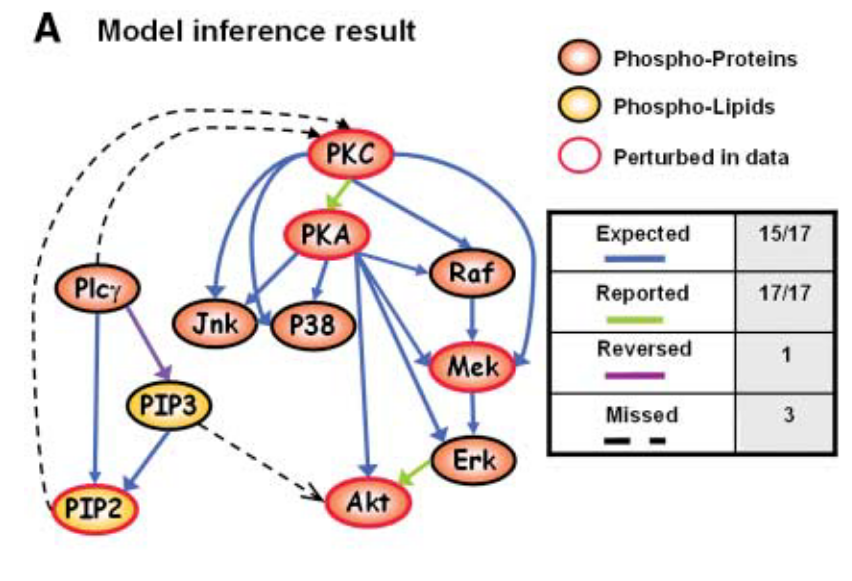 A Model inference result
Phospho-Proteins
Phospho-Lipids
Perturbed in data
PKC
PKA
Raf
Plcγ
Jnk
P38
Mek
PIP3
Erk
PIP2
Akt
Expected 15/17
Reported 17/17
Reversed 1
Missed 3